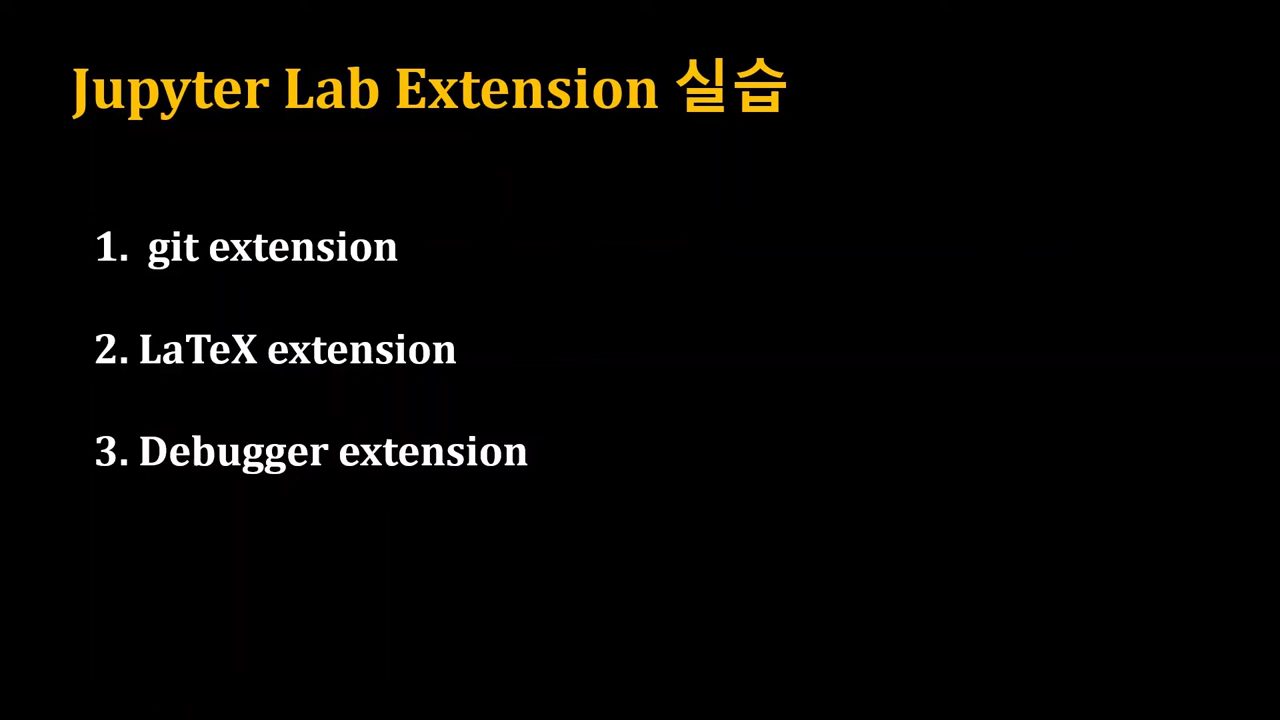 Jupyter Lab Extension 실습
1. git extension
2. LaTeX extension
3. Debugger extension